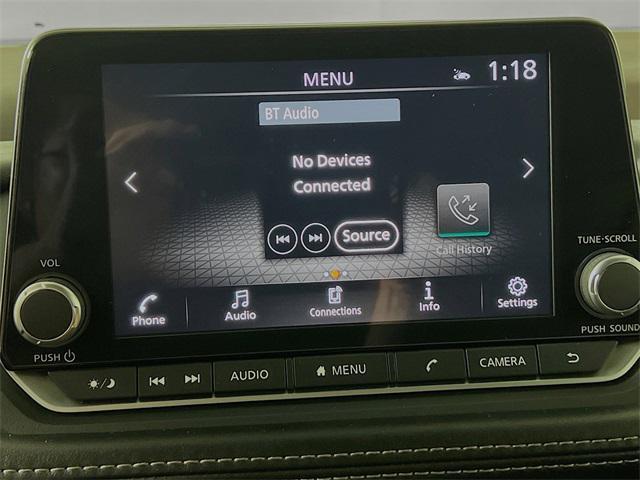 MENU
1:18
BT Audio
No Devices
Connected
Source
Call History
Phone
Audio
Connections
Info
Settings
VOL
PUSH
TUNE·SCROLL
PUSH SOUND
AUDIO
MENU
CAMERA